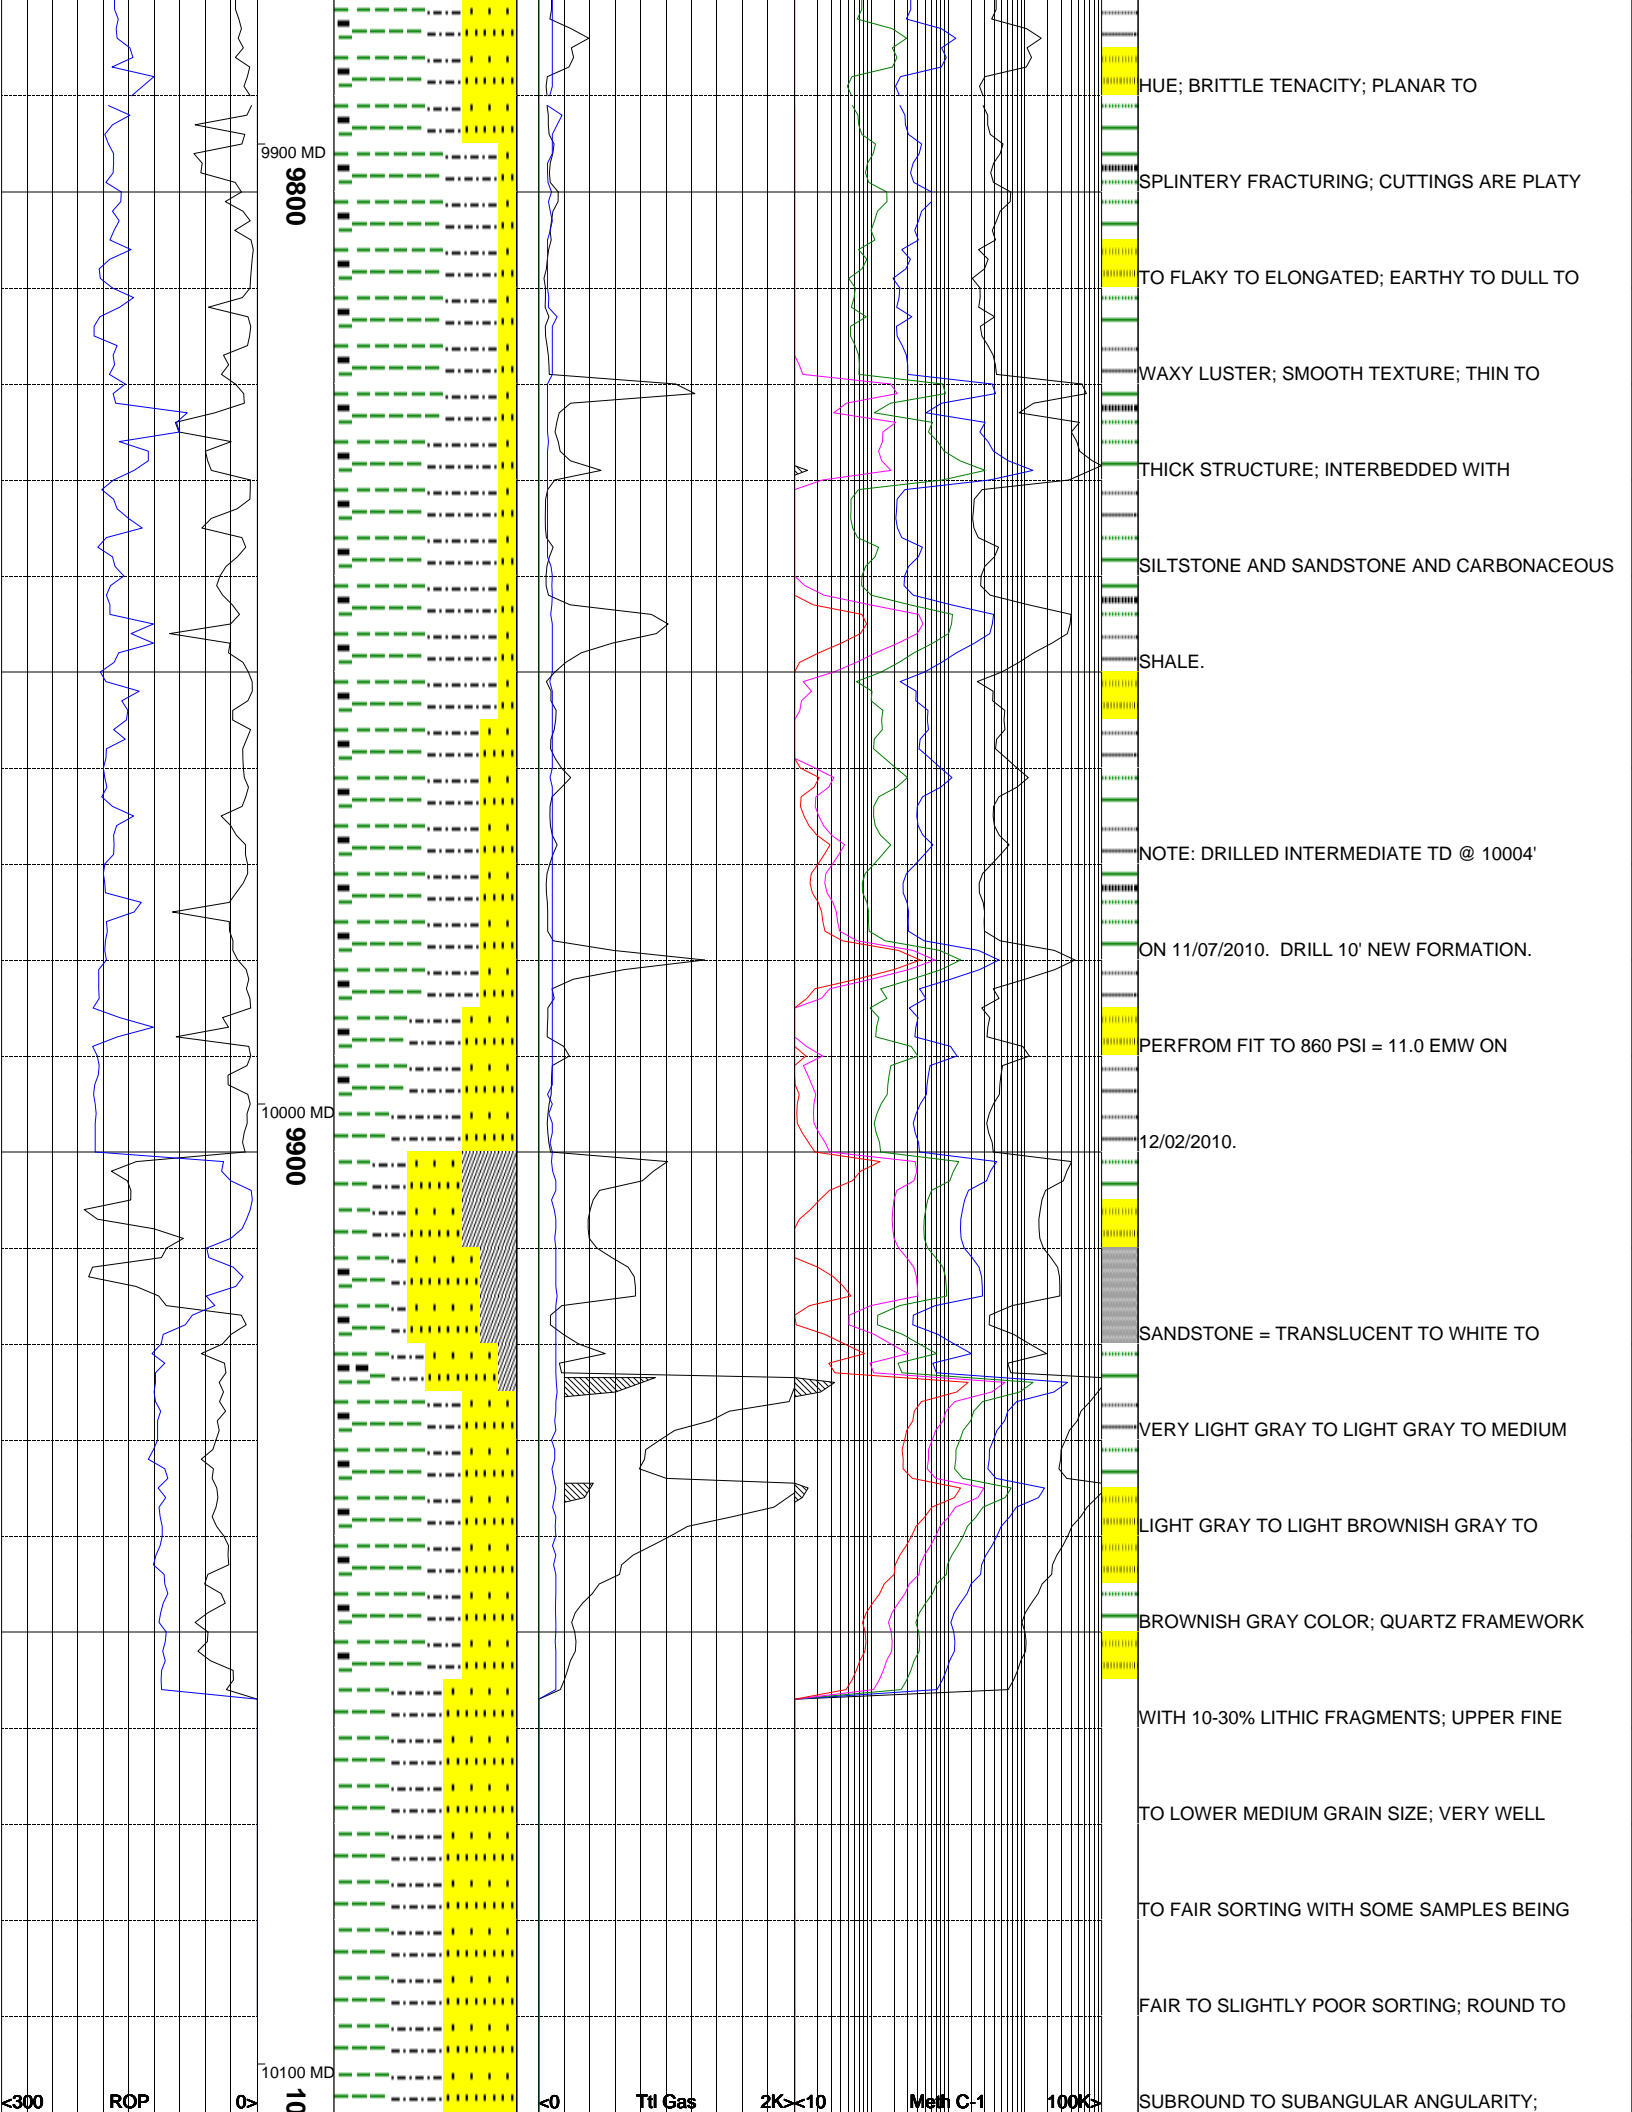 HUE; BRITTLE TENACITY; PLANAR TO
9900 MD
9800
SPLINTERY FRACTURING; CUTTINGS ARE PLATY
TO FLAKY TO ELONGATED; EARTHY TO DULL TO
WAXY LUSTER; SMOOTH TEXTURE; THIN TO
THICK STRUCTURE; INTERBEDDED WITH
SILTSTONE AND SANDSTONE AND CARBONACEOUS
SHALE.
NOTE: DRILLED INTERMEDIATE TD @ 10004'
ON 11/07/2010.  DRILL 10' NEW FORMATION.
PERFROM FIT TO 860 PSI = 11.0 EMW ON
10000 MD
9900
12/02/2010.
SANDSTONE = TRANSLUCENT TO WHITE TO
VERY LIGHT GRAY TO LIGHT GRAY TO MEDIUM
LIGHT GRAY TO LIGHT BROWNISH GRAY TO
BROWNISH GRAY COLOR; QUARTZ FRAMEWORK
WITH 10-30% LITHIC FRAGMENTS; UPPER FINE
TO LOWER MEDIUM GRAIN SIZE; VERY WELL
TO FAIR SORTING WITH SOME SAMPLES BEING
FAIR TO SLIGHTLY POOR SORTING; ROUND TO
10100 MD
<300 ROP 0> <0 Ttl Gas 2K> <10 Meth C-1 100K>
SUBROUND TO SUBANGULAR ANGULARITY;